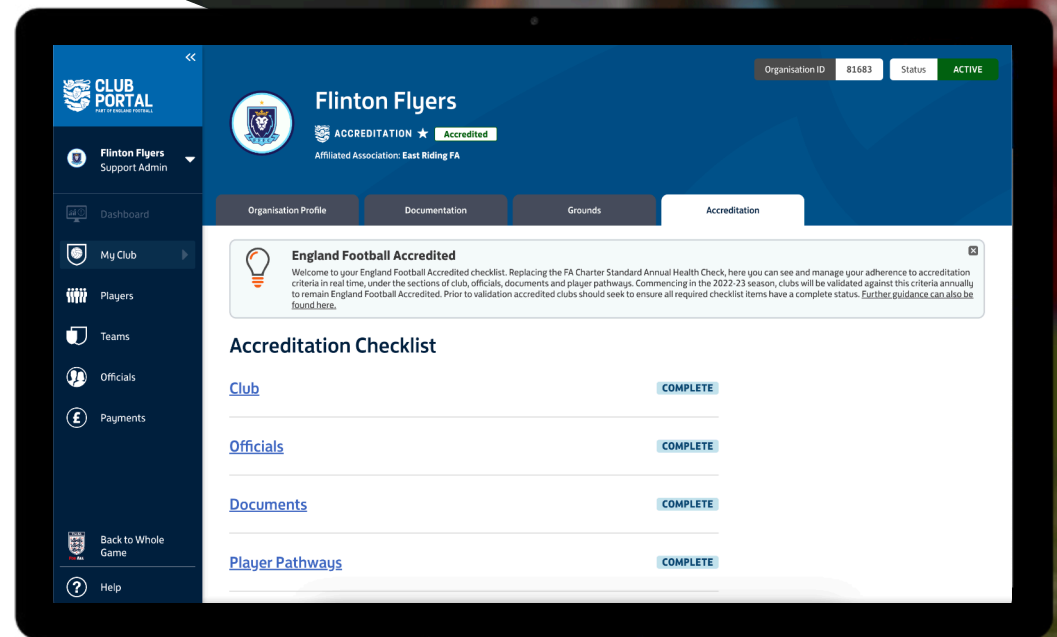 CLUB
PORTAL
PART OF ENGLAND FOOTBALL
Flinton Flyers
Support Admin
Dashboard
My Club
Players
Teams
Officials
Payments
Back to Whole
Game
Help
Organisation ID 81683 Status ACTIVE
Flinton Flyers
ACCREDITATION ★ Accredited
Affiliated Association: East Riding FA
Organisation Profile Documentation Grounds Accreditation
England Football Accredited
Welcome to your England Football Accredited checklist. Replacing the FA Charter Standard Annual Health Check, here you can see and manage your adherence to accreditation
criteria in real time, under the sections of club, officials, documents and player pathways. Commencing in the 2022-23 season, clubs will be validated against this criteria annually
to remain England Football Accredited. Prior to validation accredited clubs should seek to ensure all required checklist items have a complete status. Further guidance can also be
found here.
Accreditation Checklist
Club COMPLETE
Officials COMPLETE
Documents COMPLETE
Player Pathways COMPLETE